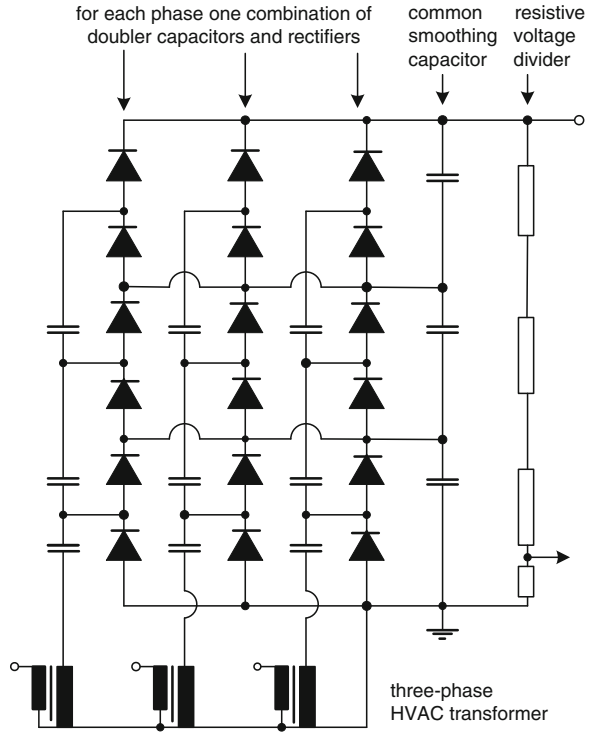 for each phase one combination of
doubler capacitors and rectifiers
common
smoothing
capacitor
resistive
voltage
divider
three-phase
HVAC transformer